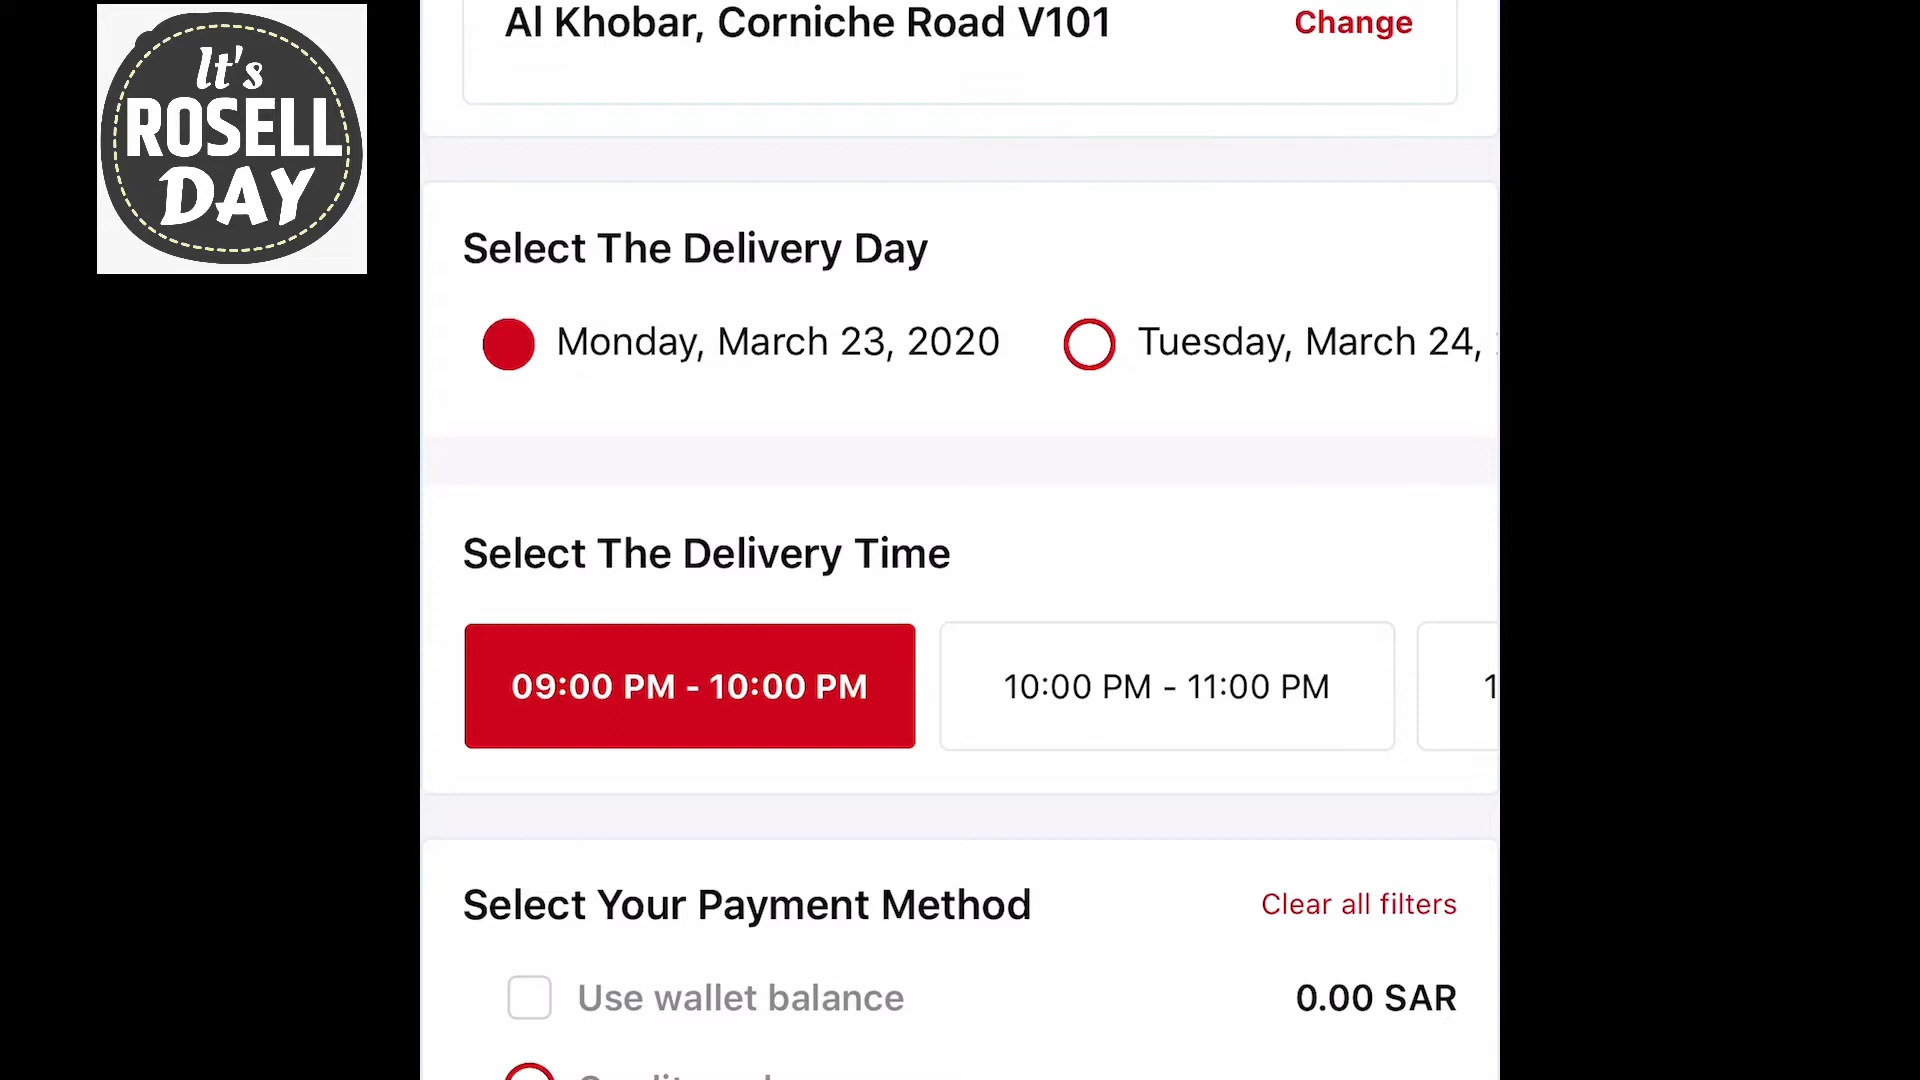 It's
ROSELL
DAY
Al Khobar, Corniche Road V101
Change
Select The Delivery Day
Monday, March 23, 2020
Tuesday, March 24,
Select The Delivery Time
09:00 PM - 10:00 PM
10:00 PM - 11:00 PM
1
Select Your Payment Method
Clear all filters
Use wallet balance
0.00 SAR